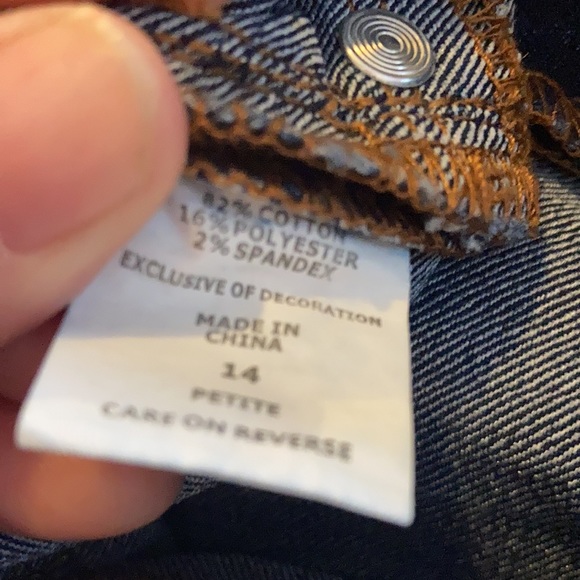 82% COTTON
16% POLYESTER
2% SPANDEX
EXCLUSIVE OF DECORATION
MADE IN
CHINA
14
PETITE
CARE ON REVERSE